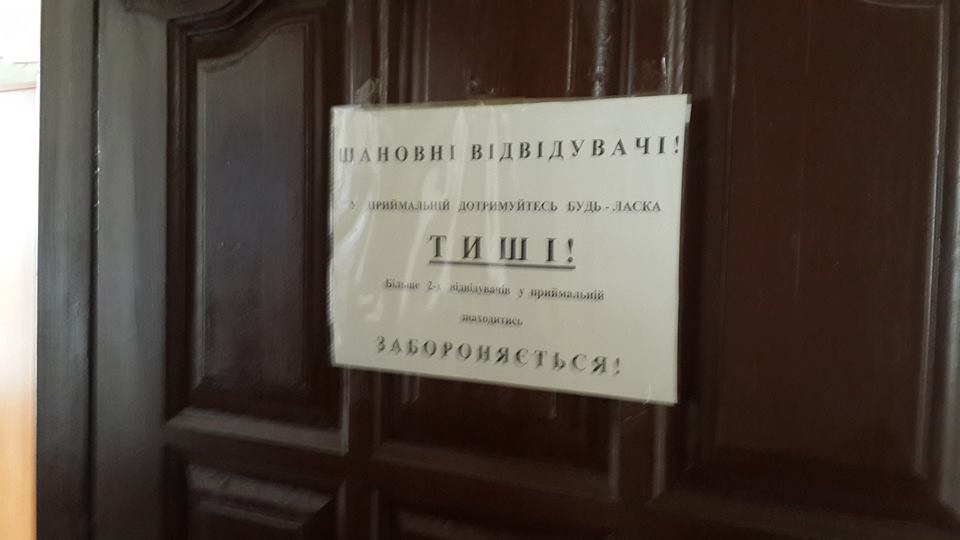 ШАНОВНІ ВІДВІДУВАЧІ!
У ПРИЙМАЛЬНІЙ ДОТРИМУЙТЕСЬ БУДЬ - ЛАСКА
ТИШІ!
Більше 2-х відвідувачів у приймальній
знаходитись
ЗАБОРОНЯЄТЬСЯ!